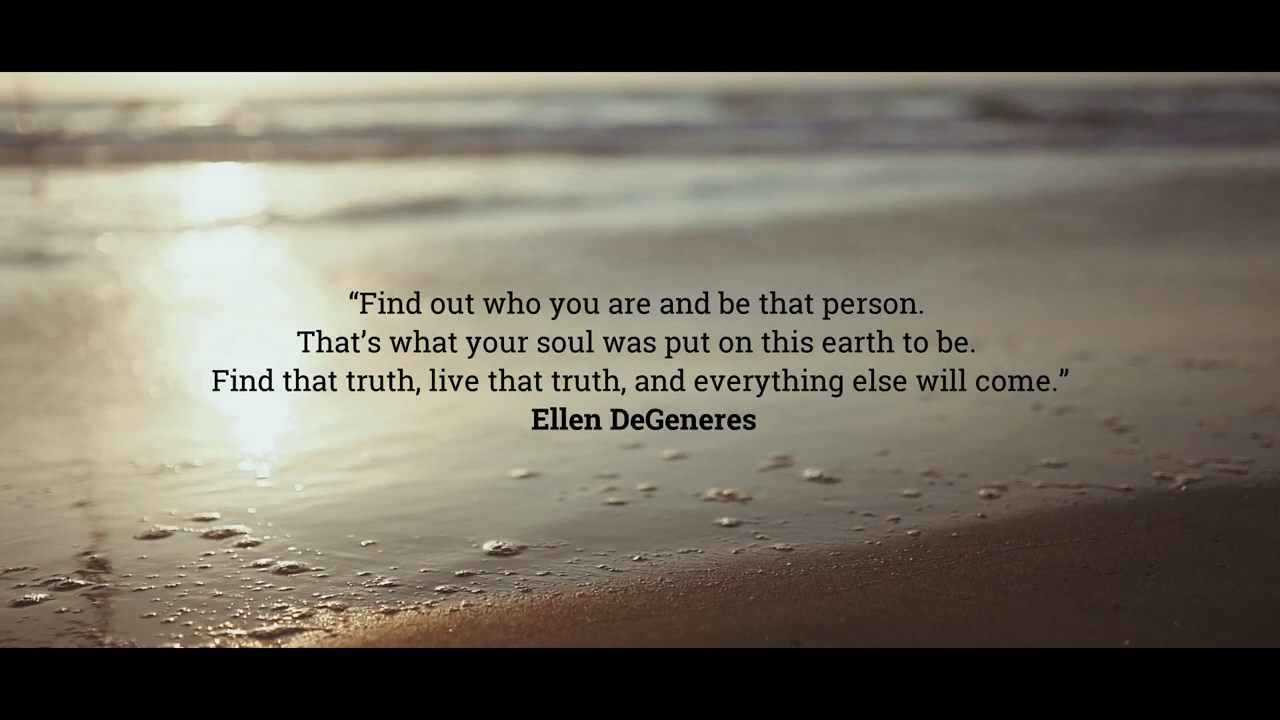 “Find out who you are and be that person.
That’s what your soul was put on this earth to be.
Find that truth, live that truth, and everything else will come.”
Ellen DeGeneres